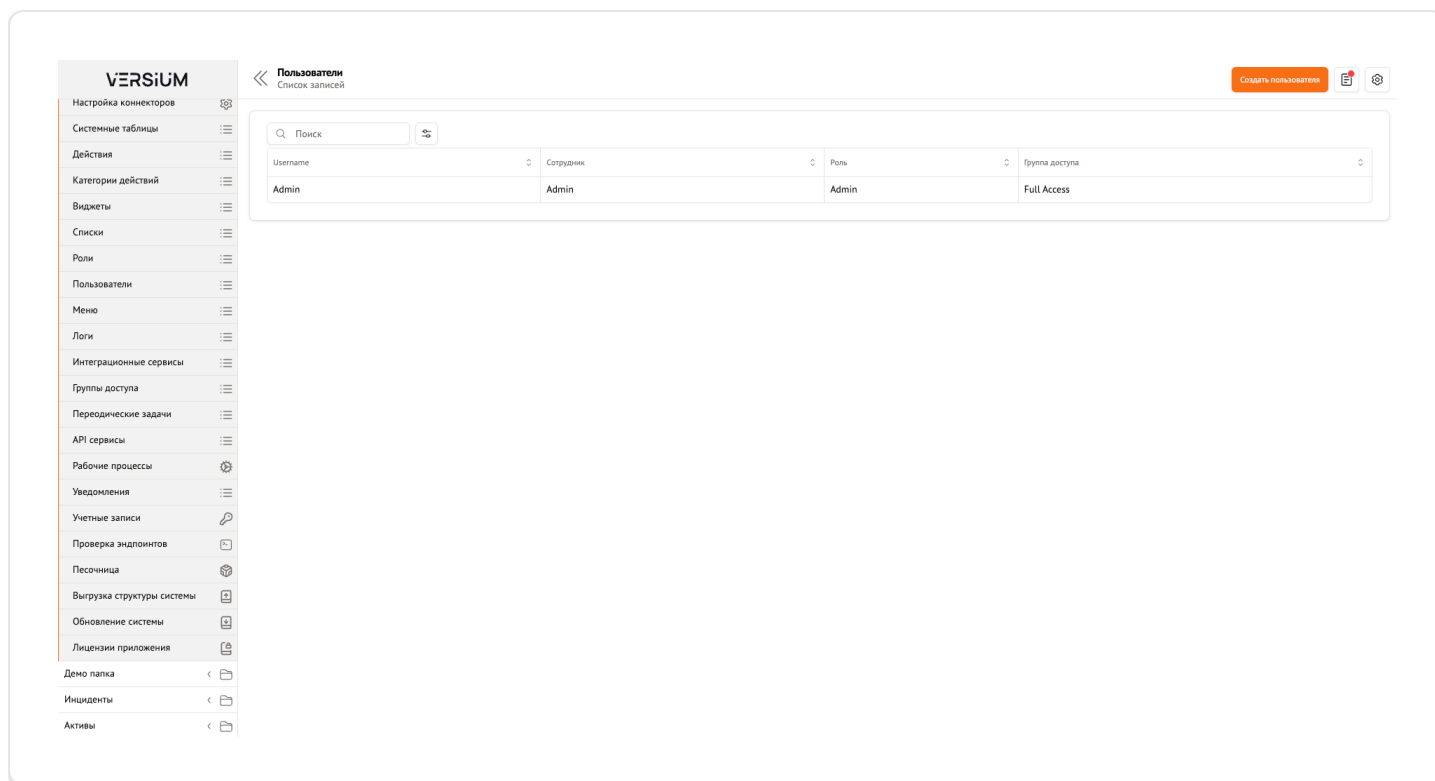 VERSIUM
Настройка коннекторов
Системные таблицы
Действия
Категории действий
Виджеты
Списки
Роли
Пользователи
Меню
Логи
Интеграционные сервисы
Группы доступа
Переодические задачи
API сервисы
Рабочие процессы
Уведомления
Учетные записи
Проверка эндпоинтов
Песочница
Выгрузка структуры системы
Обновление системы
Лицензии приложения
Демо папка
Инциденты
Активы
Пользователи
Список записей
Создать пользователя
Поиск
Username Сотрудник Роль Группа доступа
Admin Admin Admin Full Access